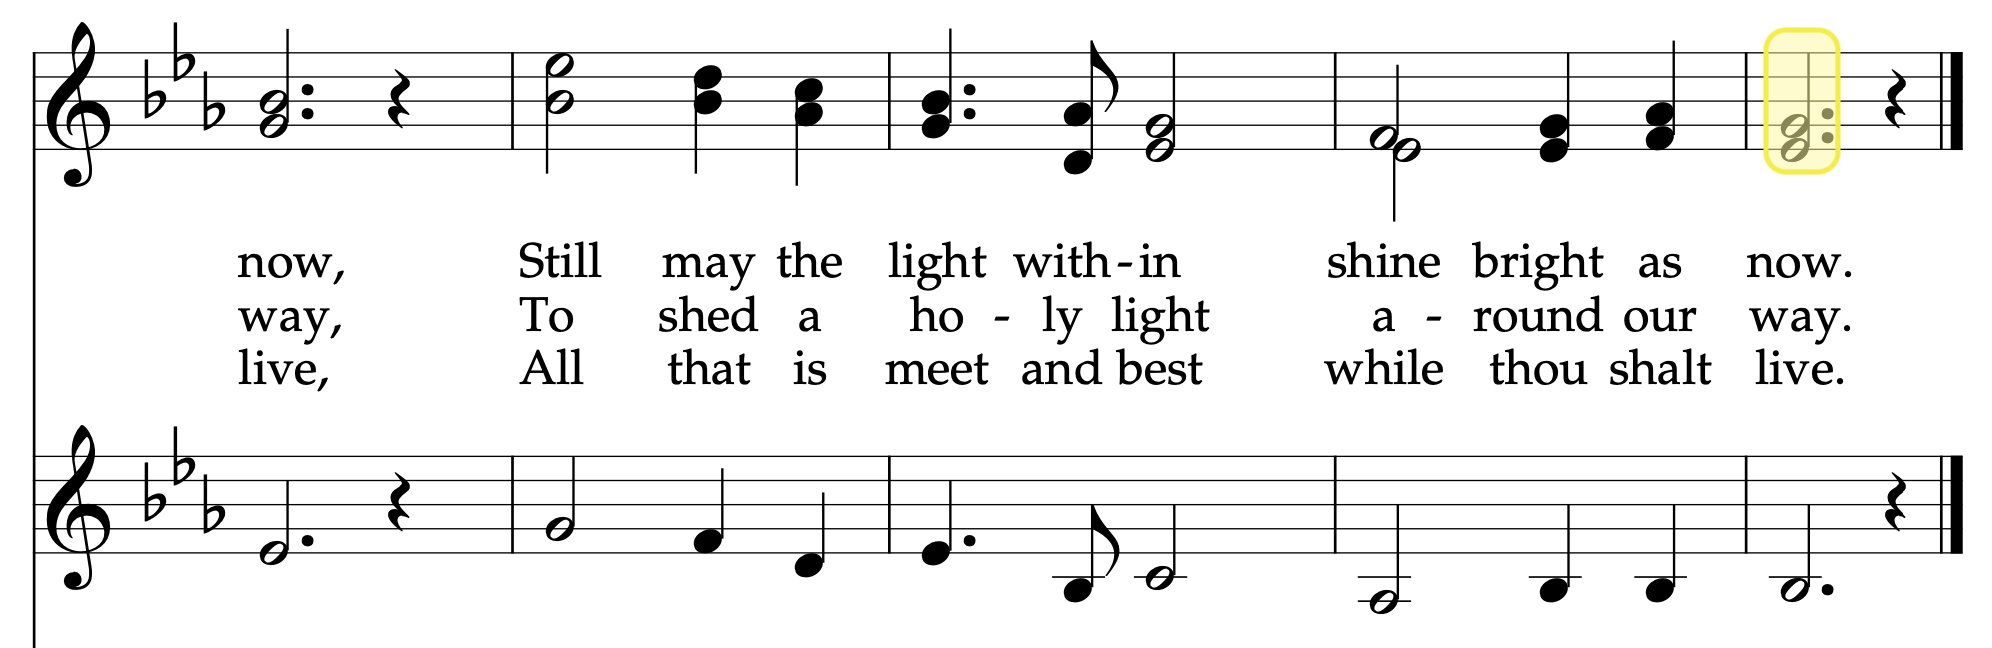 now, Still may the light with-in shine bright as now.
way, To shed a ho - ly light a - round our way.
live, All that is meet and best while thou shalt live.